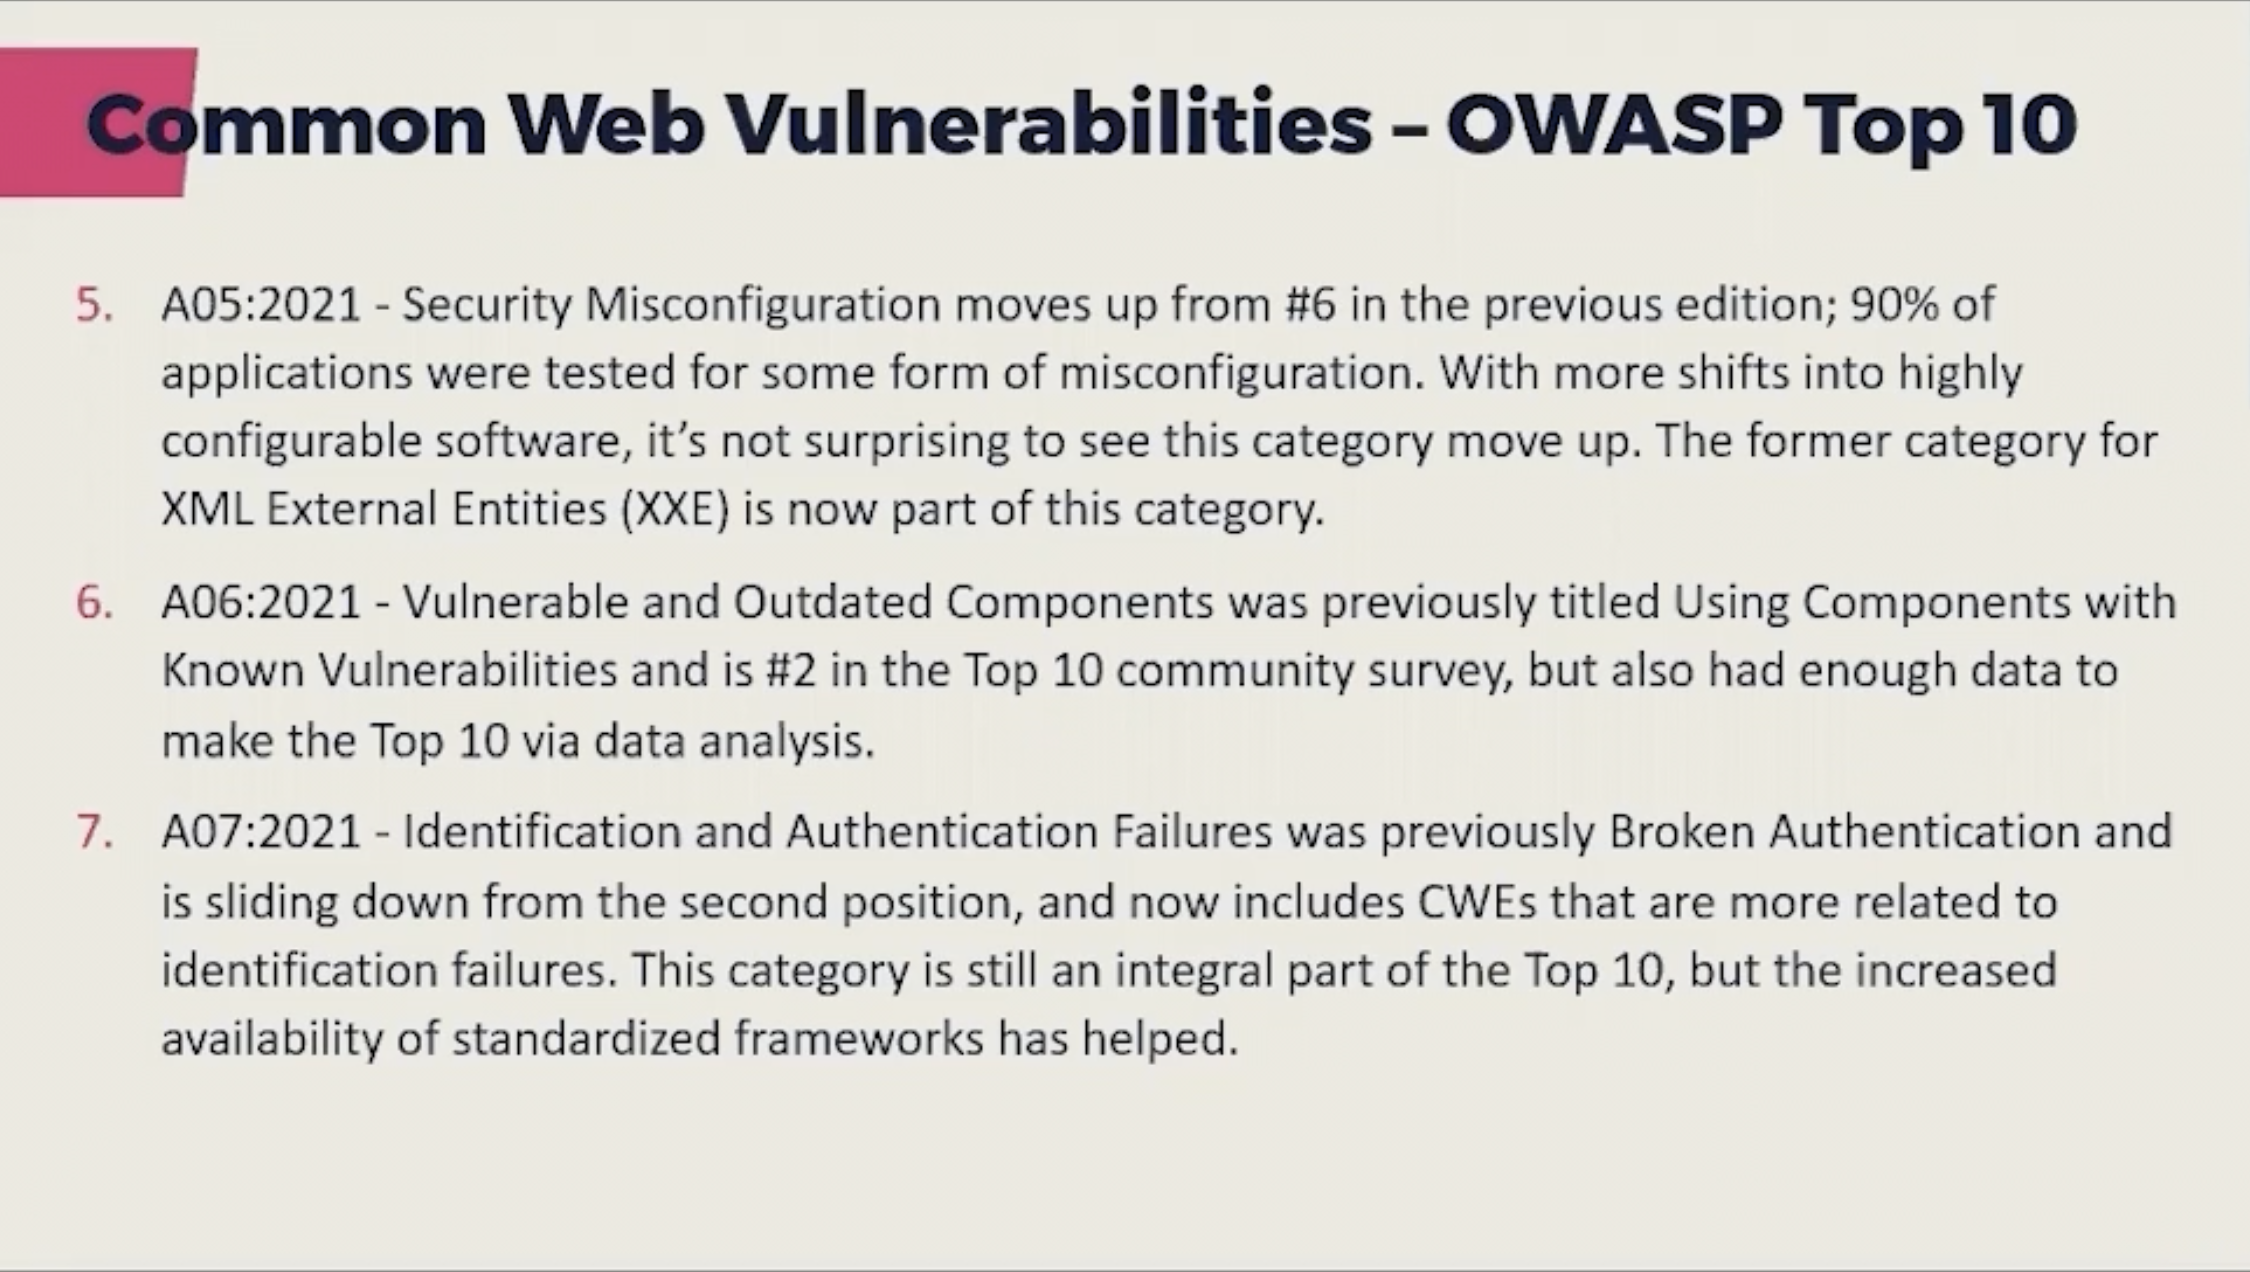 Common Web Vulnerabilities – OWASP Top 10
5. A05:2021 - Security Misconfiguration moves up from #6 in the previous edition; 90% of
applications were tested for some form of misconfiguration. With more shifts into highly
configurable software, it’s not surprising to see this category move up. The former category for
XML External Entities (XXE) is now part of this category.
6. A06:2021 - Vulnerable and Outdated Components was previously titled Using Components with
Known Vulnerabilities and is #2 in the Top 10 community survey, but also had enough data to
make the Top 10 via data analysis.
7. A07:2021 - Identification and Authentication Failures was previously Broken Authentication and
is sliding down from the second position, and now includes CWEs that are more related to
identification failures. This category is still an integral part of the Top 10, but the increased
availability of standardized frameworks has helped.